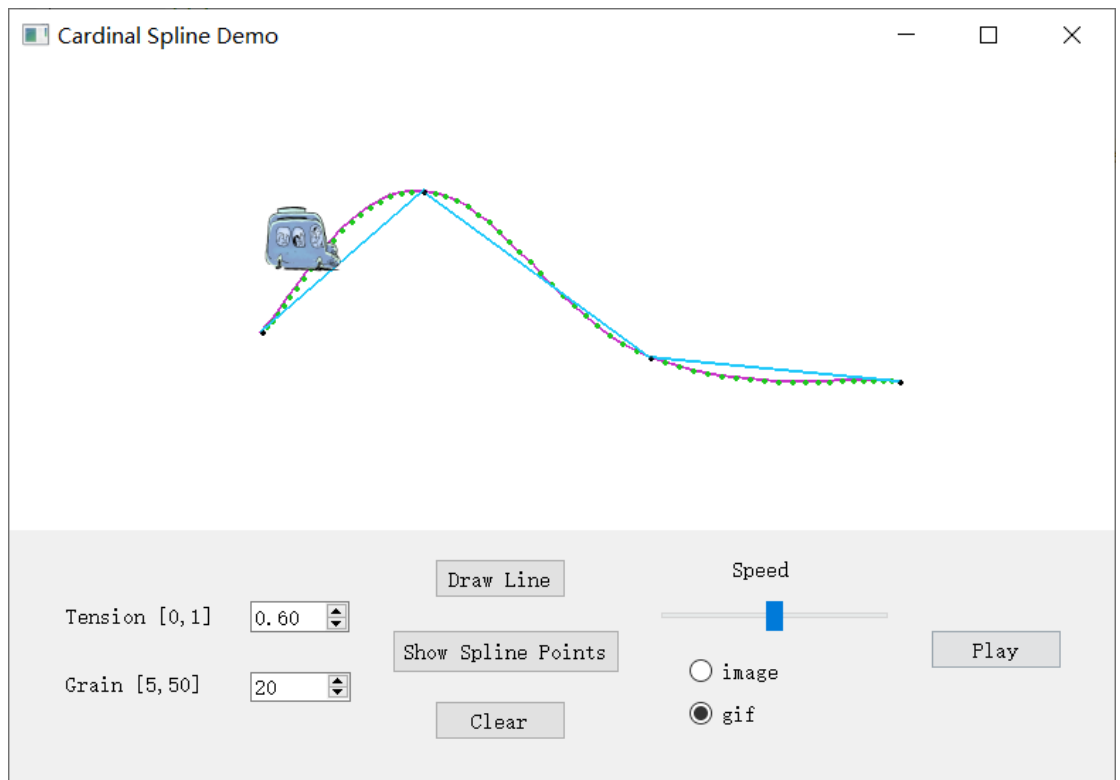 Cardinal Spline Demo
Draw Line
Speed
Tension [0,1]
0.60
Show Spline Points
Play
image
Grain [5,50]
20
gif
Clear